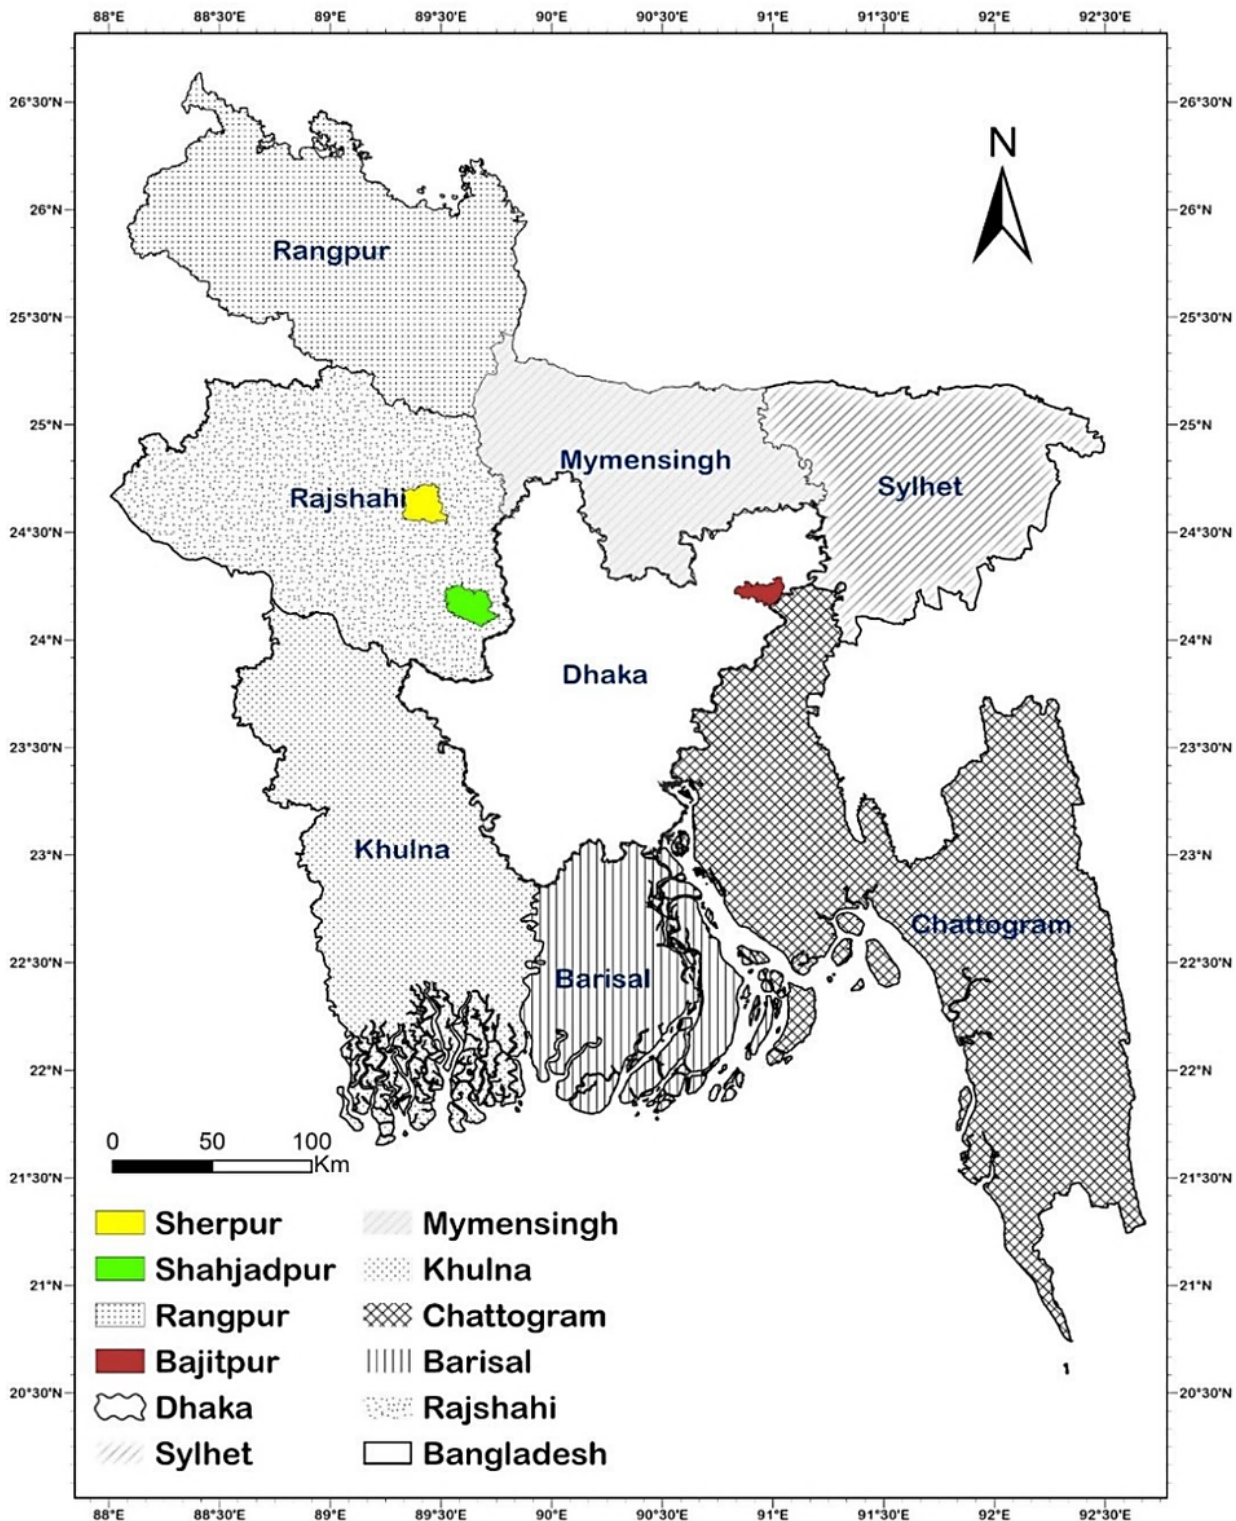 88°E 88°30'E 89°E 89°30'E 90°E 90°30'E 91°E 91°30'E 92°E 92°30'E
26°30'N 26°30'N
N
26°N 26°N
Rangpur
25°30'N 25°30'N
25°N 25°N
Mymensingh
Sylhet
Rajshahi
24°30'N 24°30'N
24°N 24°N
Dhaka
23°30'N 23°30'N
Khulna
23°N 23°N
Chattogram
22°30'N 22°30'N
Barisal
22°N 22°N
0 50 100
Km
21°30'N 21°30'N
Sherpur Mymensingh
Shahjadpur Khulna
21°N 21°N
Rangpur Chattogram
Bajitpur Barisal
20°30'N 20°30'N
Dhaka Rajshahi
Sylhet Bangladesh
88°E 88°30'E 89°E 89°30'E 90°E 90°30'E 91°E 91°30'E 92°E 92°30'E